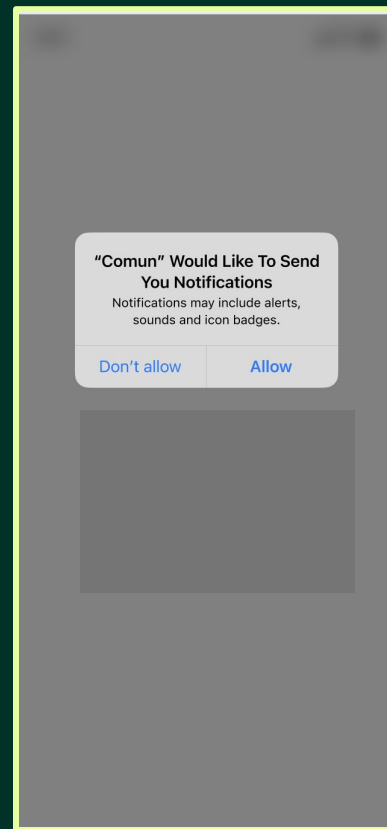 “Comun” Would Like To Send
You Notifications
Notifications may include alerts,
sounds and icon badges.
Don’t allow
Allow